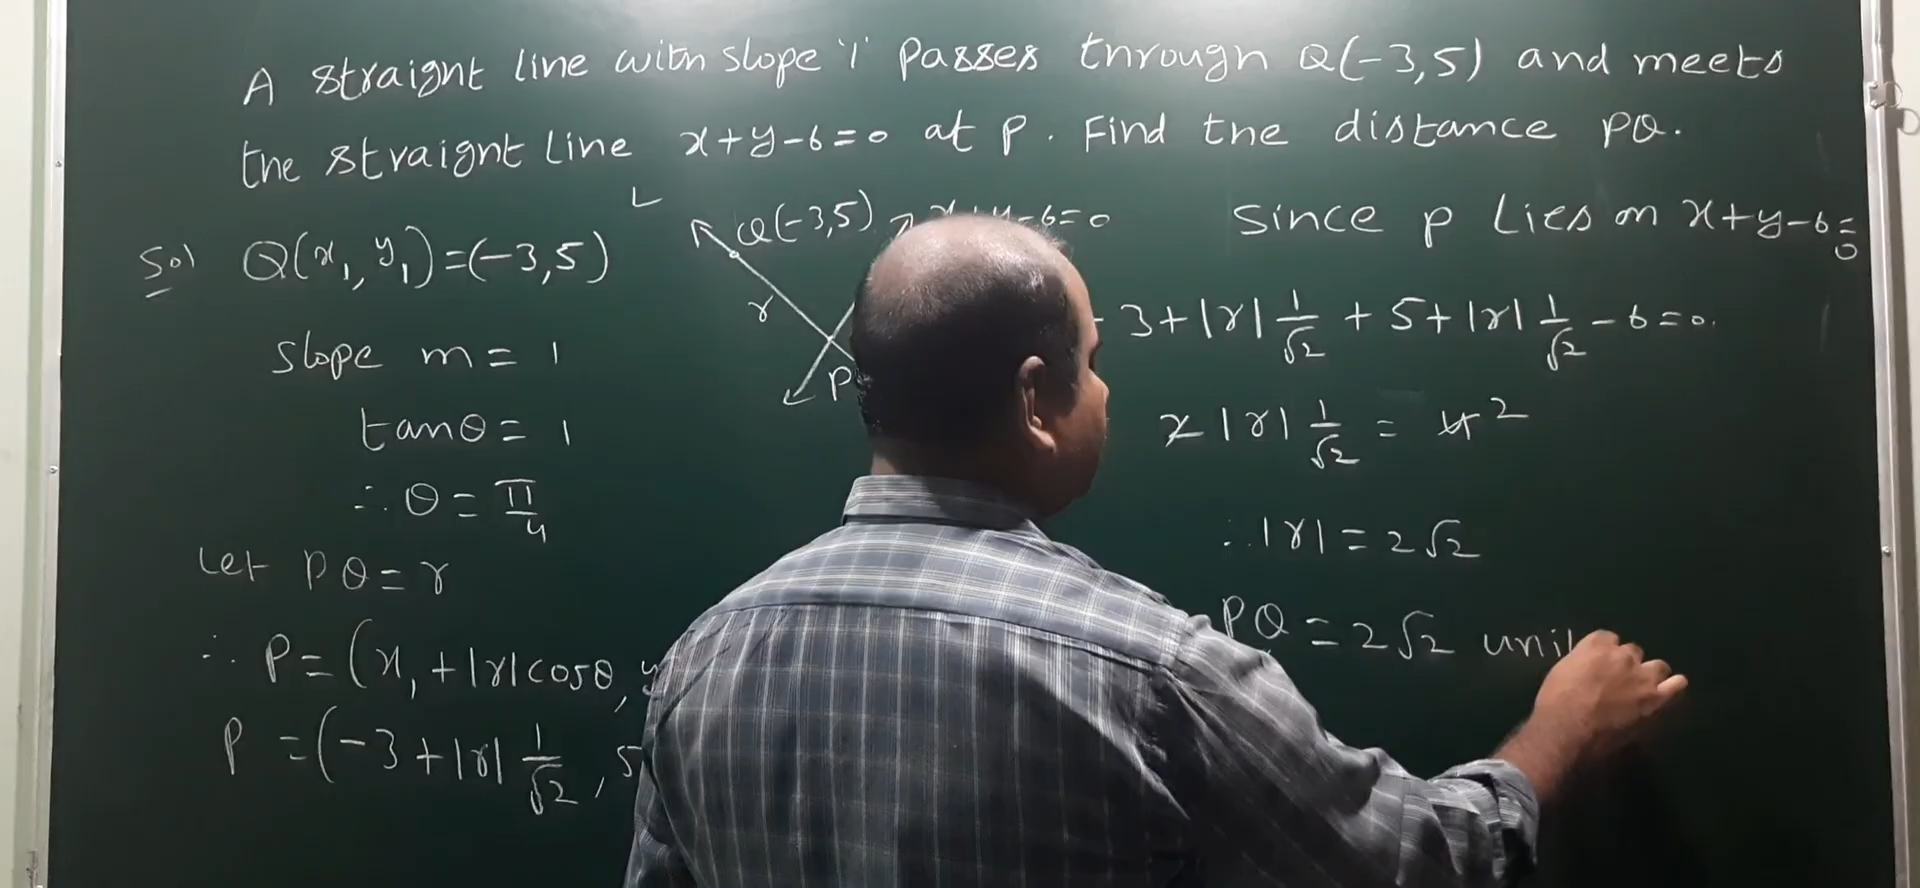 A straight line with slope '1' passes through Q(-3,5) and meets
the straight line x+y-6=0 at P. Find the distance PQ.
Sol Q(x₁, y₁)=(-3,5)
slope m = 1
tanθ = 1
∴ θ = π/4
Let PQ = r
∴ P = (x₁ + |r| cosθ, y
P = (-3 + |r| 1/√2, 5
L
Q(-3,5)
x+y-6=0
r
P
Since P Lies on x+y-6=0
-3+|r| 1/√2 + 5+|r| 1/√2 - 6=0.
2|r| 1/√2 = 4 2
∴ |r| = 2√2
PQ = 2√2 unit